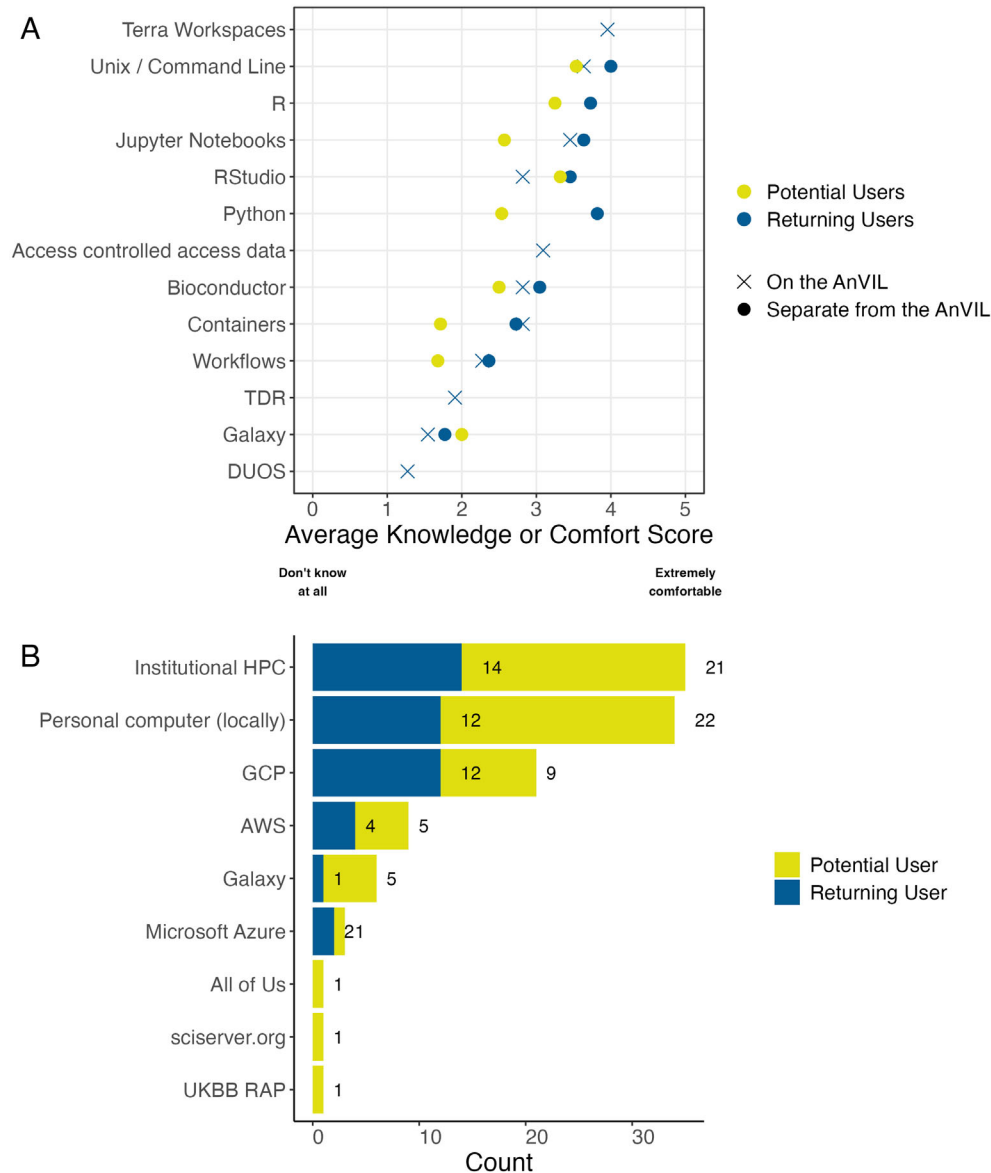 A
Terra Workspaces
Unix / Command Line
R
Jupyter Notebooks
RStudio
Python
Access controlled access data
Bioconductor
Containers
Workflows
TDR
Galaxy
DUOS
0 1 2 3 4 5
Average Knowledge or Comfort Score
Don't know
at all
Extremely
comfortable
Potential Users
Returning Users
On the AnVIL
Separate from the AnVIL
B
Institutional HPC 14 21
Personal computer (locally) 12 22
GCP 12 9
AWS 4 5
Galaxy 1 5
Microsoft Azure 21
All of Us 1
sciserver.org 1
UKBB RAP 1
0 10 20 30
Count
Potential User
Returning User